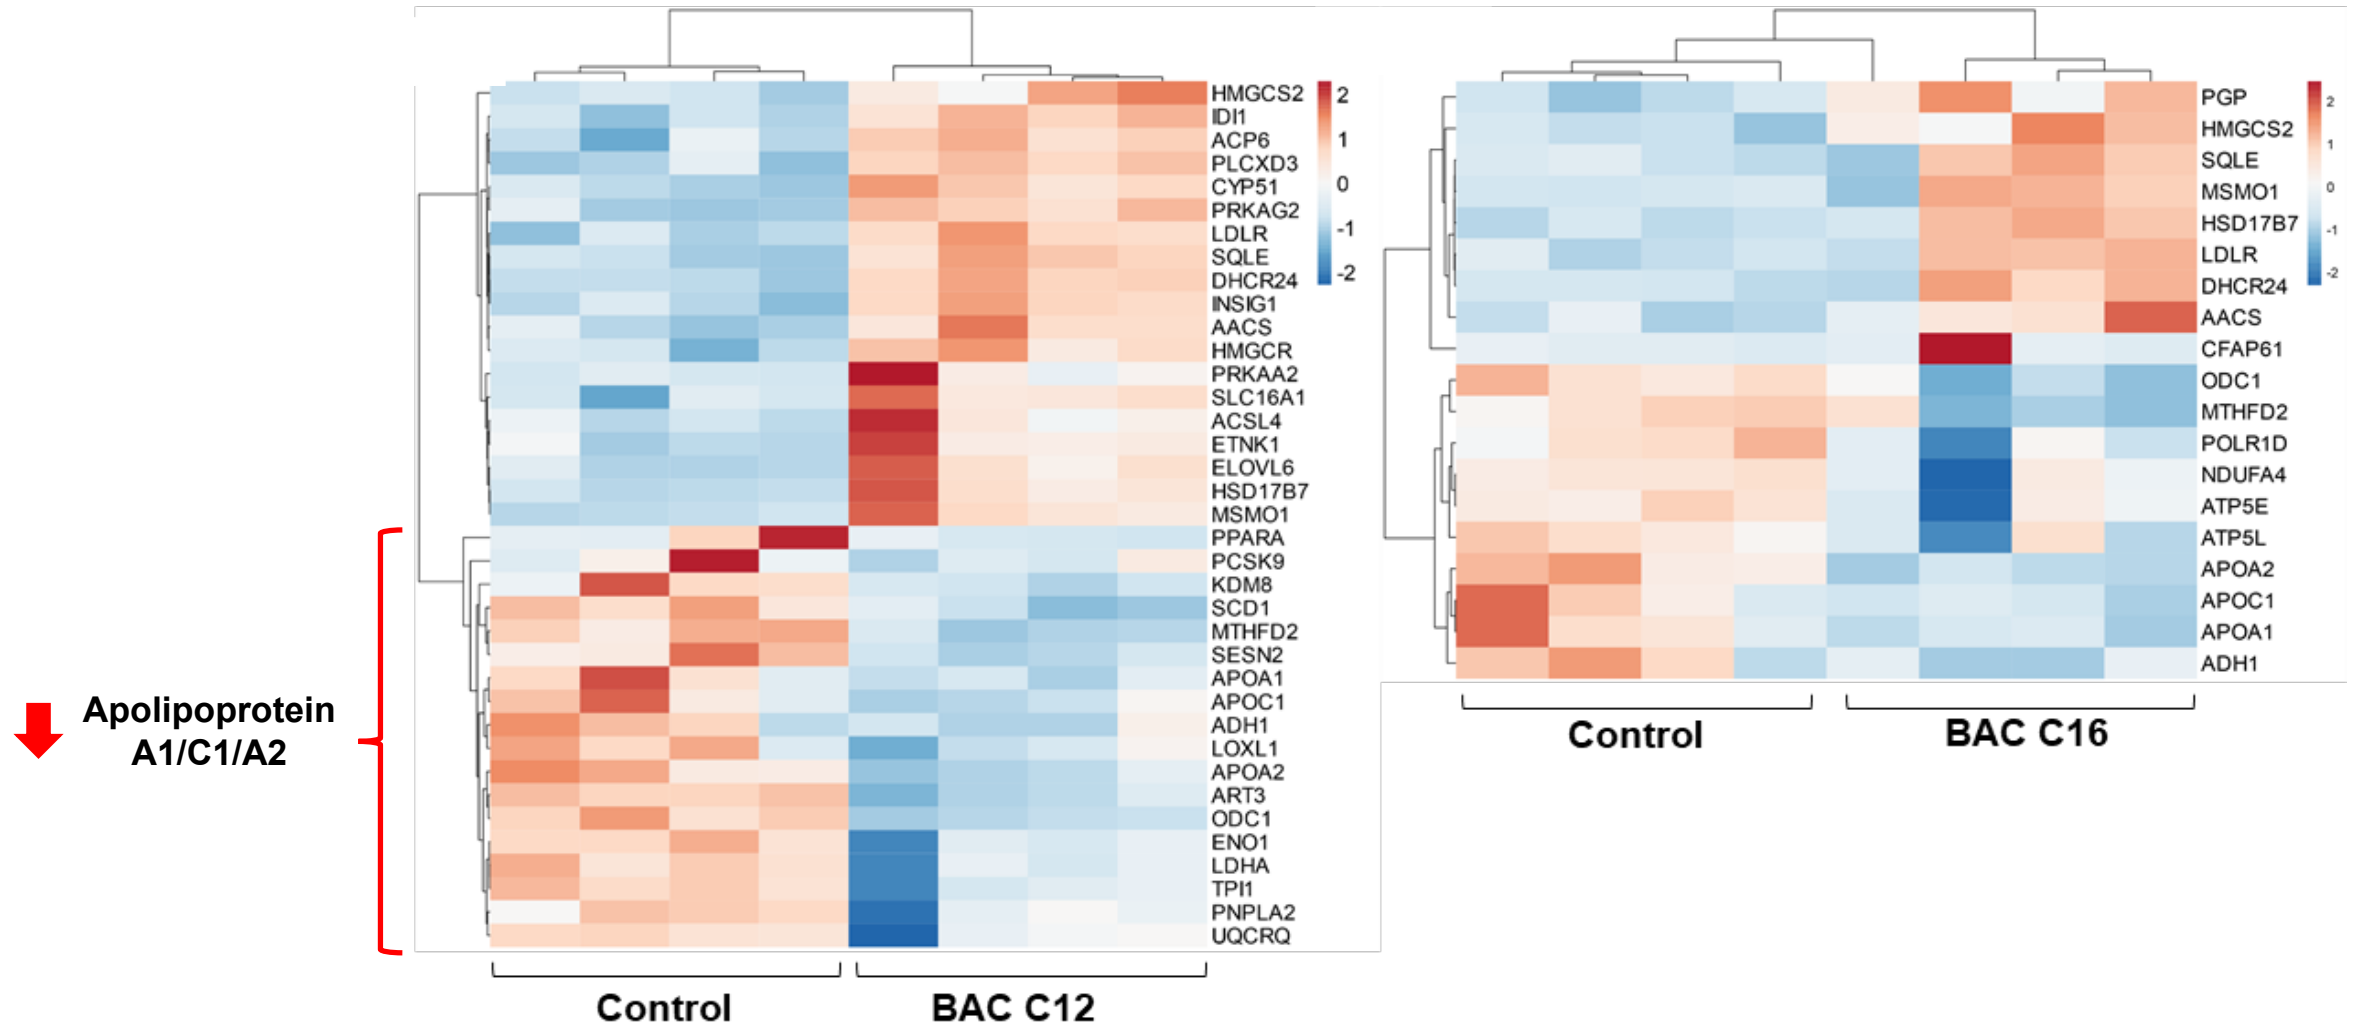 HMGCS2
IDI1
ACP6
PLCXD3
CYP51
PRKAG2
LDLR
SQLE
DHCR24
INSIG1
AACS
HMGCR
PRKAA2
SLC16A1
ACSL4
ETNK1
ELOVL6
HSD17B7
MSMO1
PPARA
PCSK9
KDM8
SCD1
MTHFD2
SESN2
APOA1
APOC1
ADH1
LOXL1
APOA2
ART3
ODC1
ENO1
LDHA
TPI1
PNPLA2
UQCRQ
2
1
0
-1
-2
Apolipoprotein
A1/C1/A2
Control
BAC C12
PGP
HMGCS2
SQLE
MSMO1
HSD17B7
LDLR
DHCR24
AACS
CFAP61
ODC1
MTHFD2
POLR1D
NDUFA4
ATP5E
ATP5L
APOA2
APOC1
APOA1
ADH1
2
1
0
-1
-2
Control
BAC C16